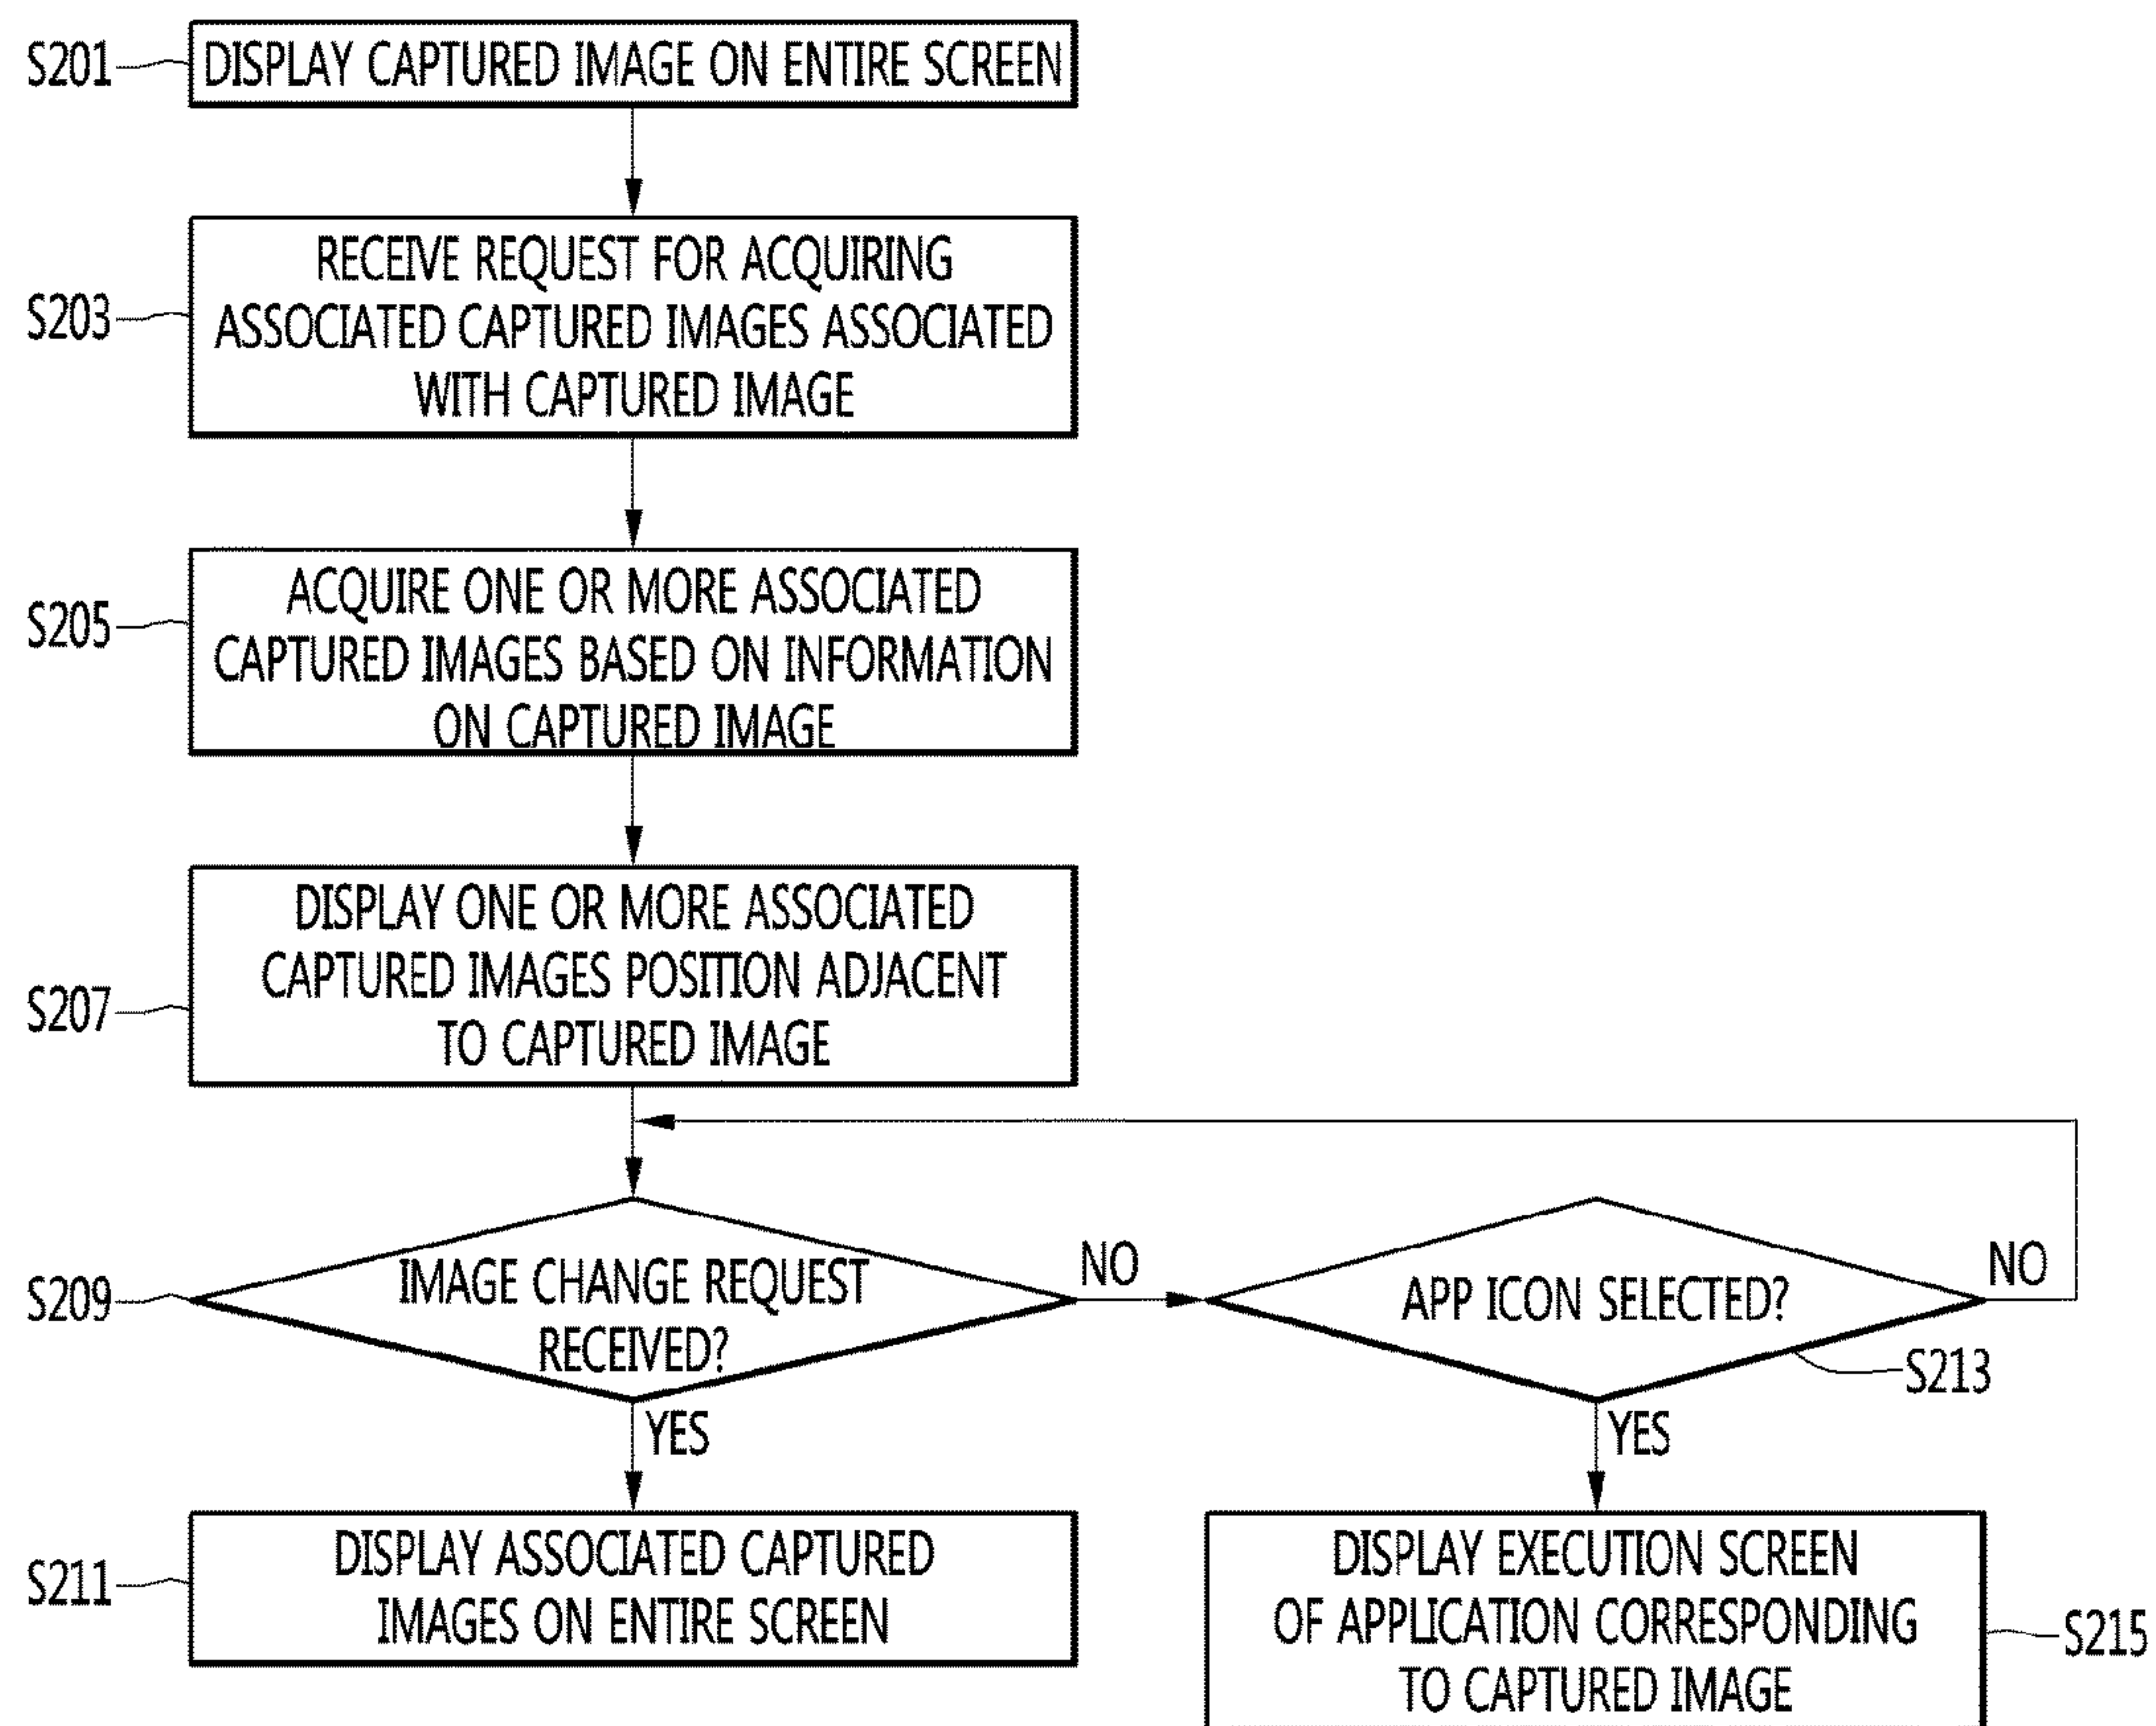 S201
DISPLAY CAPTURED IMAGE ON ENTIRE SCREEN
S203
RECEIVE REQUEST FOR ACQUIRING
ASSOCIATED CAPTURED IMAGES ASSOCIATED
WITH CAPTURED IMAGE
S205
ACQUIRE ONE OR MORE ASSOCIATED
CAPTURED IMAGES BASED ON INFORMATION
ON CAPTURED IMAGE
S207
DISPLAY ONE OR MORE ASSOCIATED
CAPTURED IMAGES POSITION ADJACENT
TO CAPTURED IMAGE
S209
IMAGE CHANGE REQUEST
RECEIVED?
NO
APP ICON SELECTED?
NO
S213
YES
YES
S211
DISPLAY ASSOCIATED CAPTURED
IMAGES ON ENTIRE SCREEN
DISPLAY EXECUTION SCREEN
OF APPLICATION CORRESPONDING
TO CAPTURED IMAGE
S215